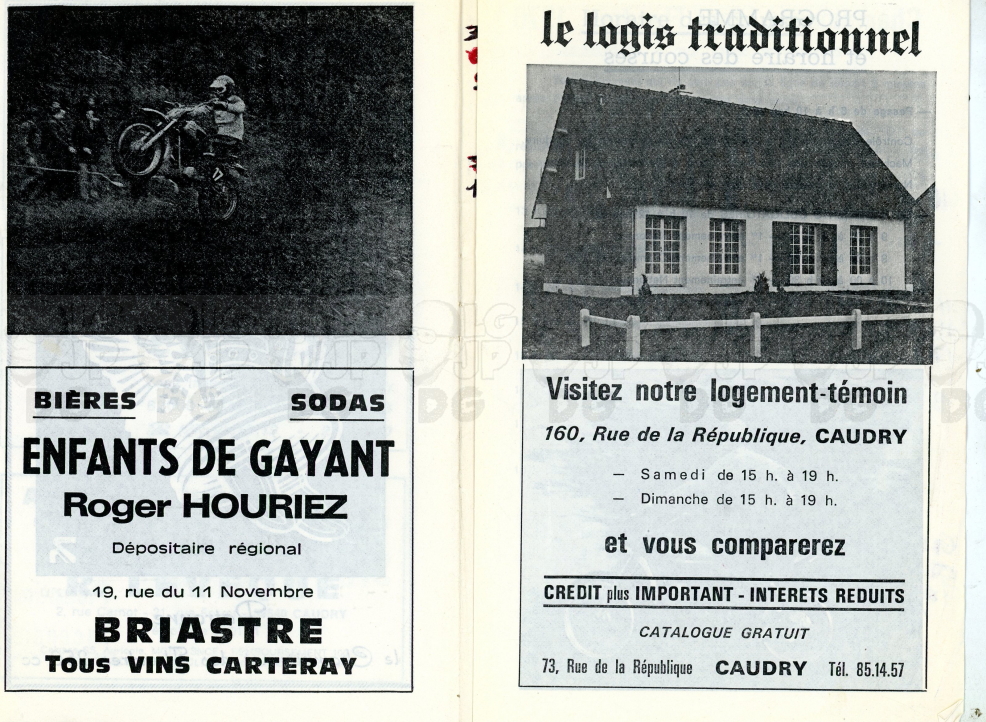 BIÈRES SODAS
ENFANTS DE GAYANT
Roger HOURIEZ
Dépositaire régional
19, rue du 11 Novembre
BRIASTRE
Tous VINS CARTERAY
le logis traditionnel
Visitez notre logement-témoin
160, Rue de la République, CAUDRY
— Samedi de 15 h. à 19 h.
— Dimanche de 15 h. à 19 h.
et vous comparerez
CREDIT plus IMPORTANT - INTERETS REDUITS
CATALOGUE GRATUIT
73, Rue de la République CAUDRY Tél. 85.14.57